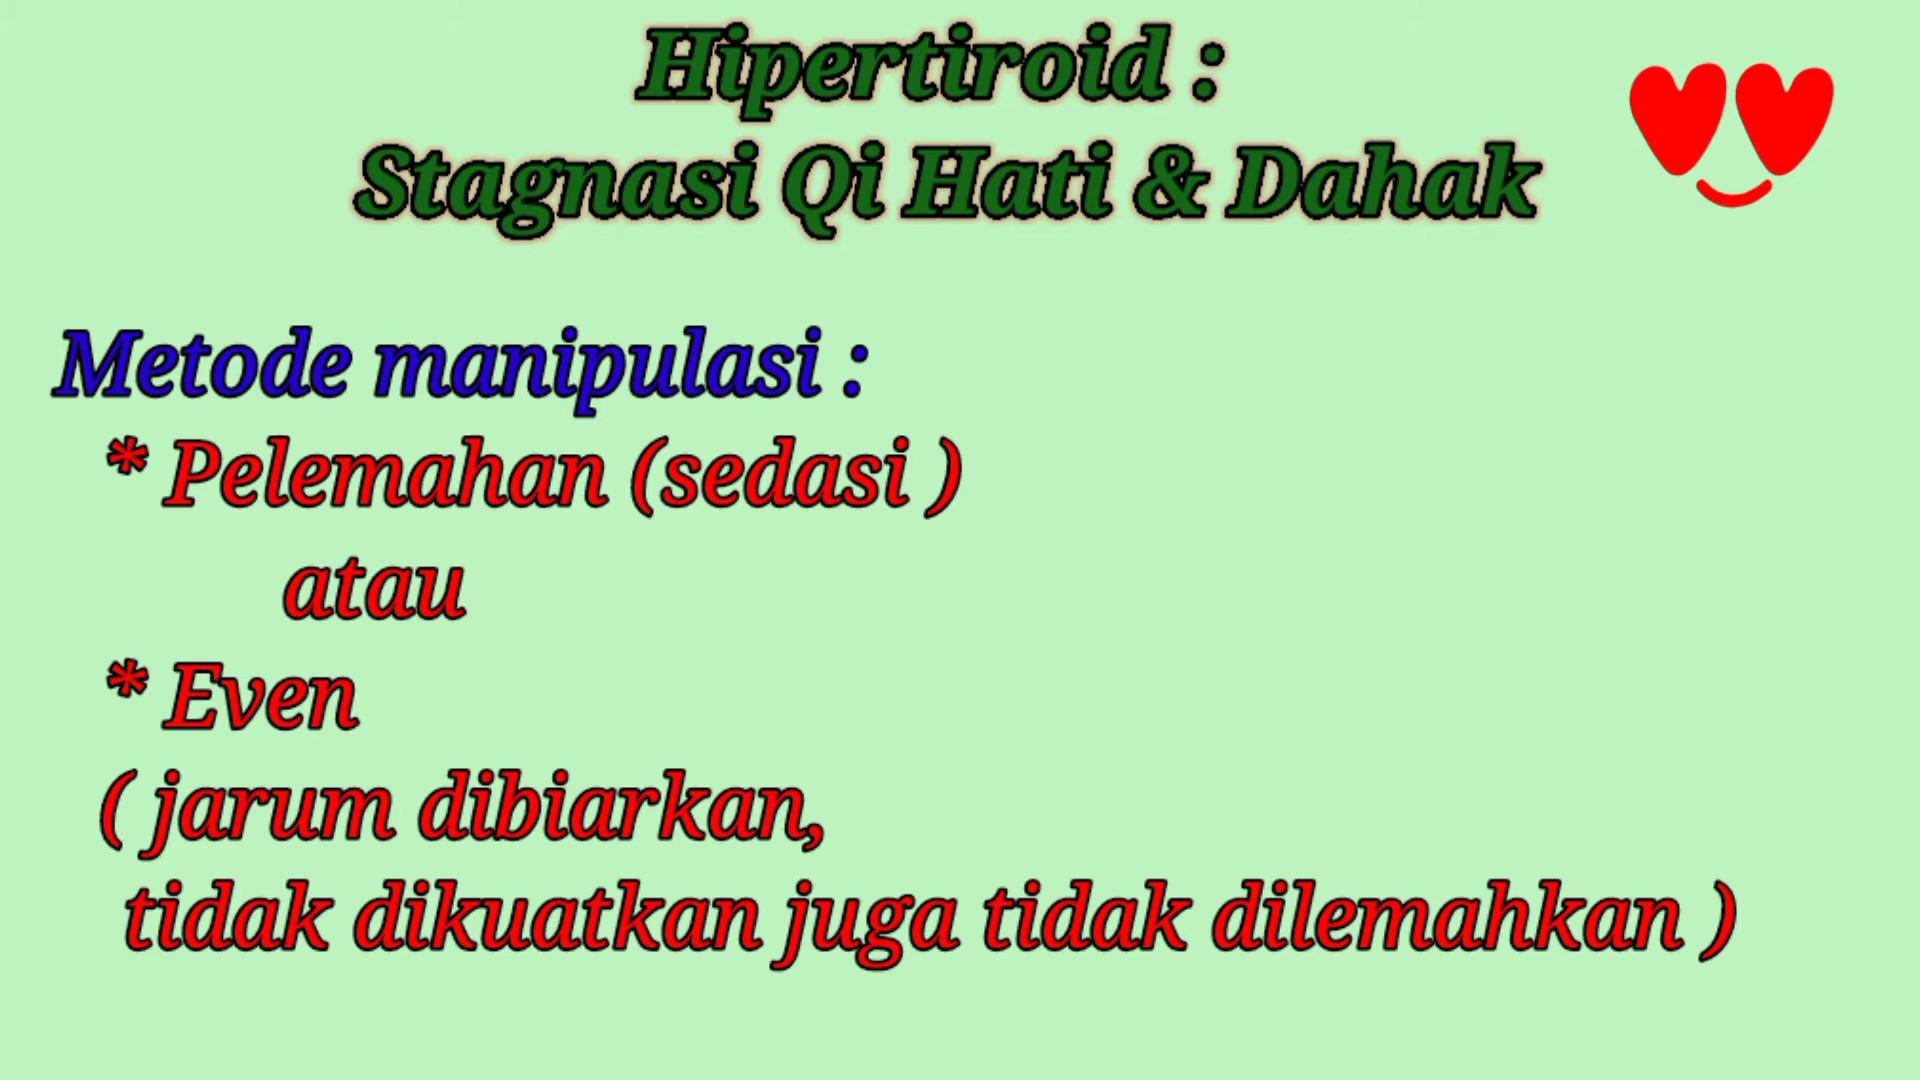 Hipertiroid :
Stagnasi Qi Hati & Dahak
Metode manipulasi :
* Pelemahan (sedasi )
atau
* Even
( jarum dibiarkan,
tidak dikuatkan juga tidak dilemahkan )